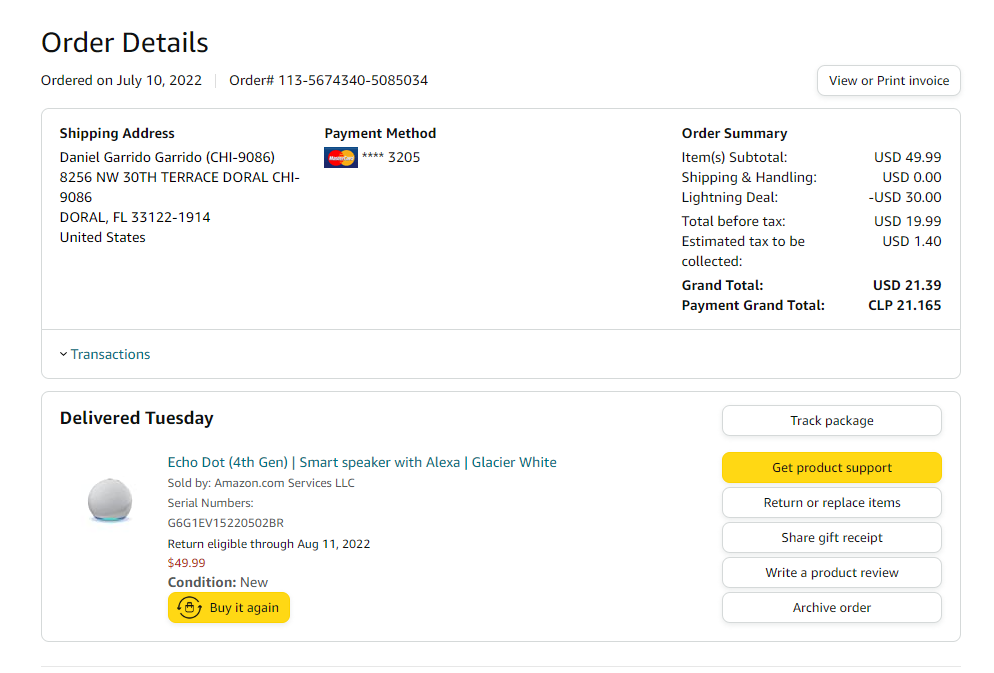 Order Details
Ordered on July 10, 2022
Order# 113-5674340-5085034
View or Print invoice
Shipping Address
Daniel Garrido Garrido (CHI-9086)
8256 NW 30TH TERRACE DORAL CHI-
9086
DORAL, FL 33122-1914
United States
Payment Method
MasterCard **** 3205
Order Summary
Item(s) Subtotal: USD 49.99
Shipping & Handling: USD 0.00
Lightning Deal: -USD 30.00
Total before tax: USD 19.99
Estimated tax to be USD 1.40
collected:
Grand Total: USD 21.39
Payment Grand Total: CLP 21.165
Transactions
Delivered Tuesday
Echo Dot (4th Gen) | Smart speaker with Alexa | Glacier White
Sold by: Amazon.com Services LLC
Serial Numbers:
G6G1EV15220502BR
Return eligible through Aug 11, 2022
$49.99
Condition: New
Buy it again
Track package
Get product support
Return or replace items
Share gift receipt
Write a product review
Archive order